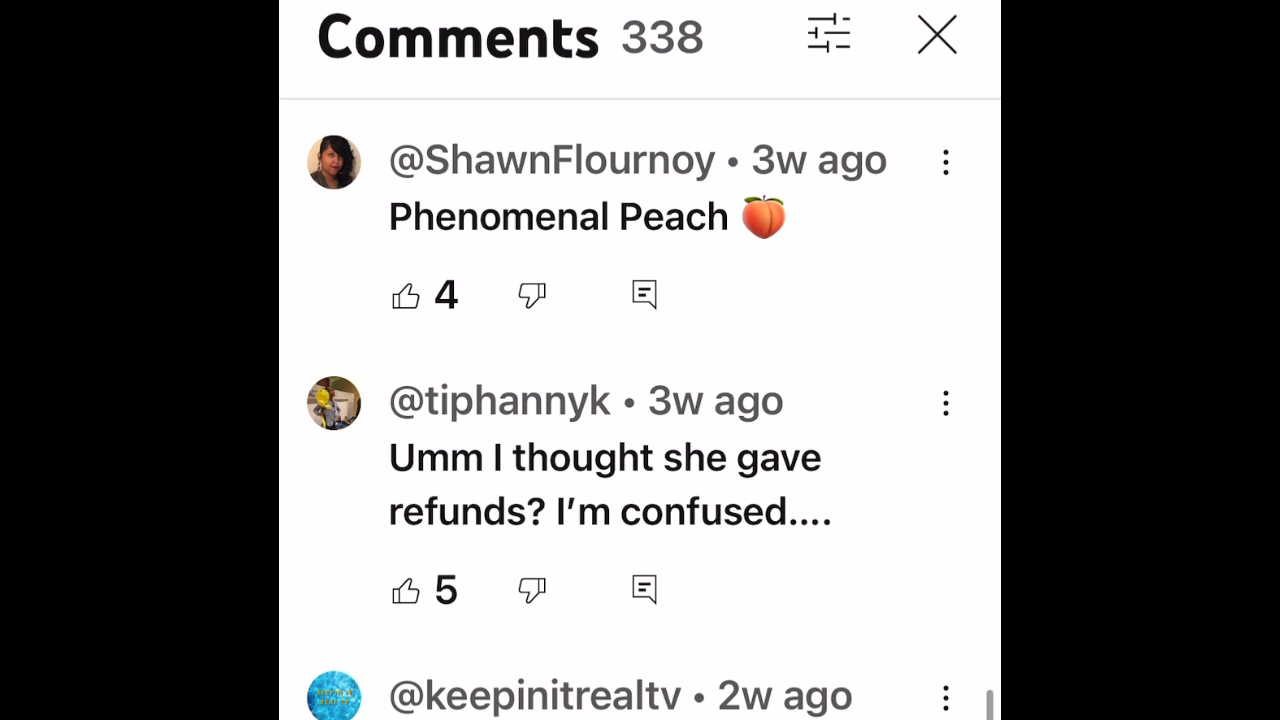 Comments 338
@ShawnFlournoy • 3w ago
Phenomenal Peach 🍑
4
@tiphannyk • 3w ago
Umm I thought she gave
refunds? I’m confused....
5
@keepinitrealtv • 2w ago